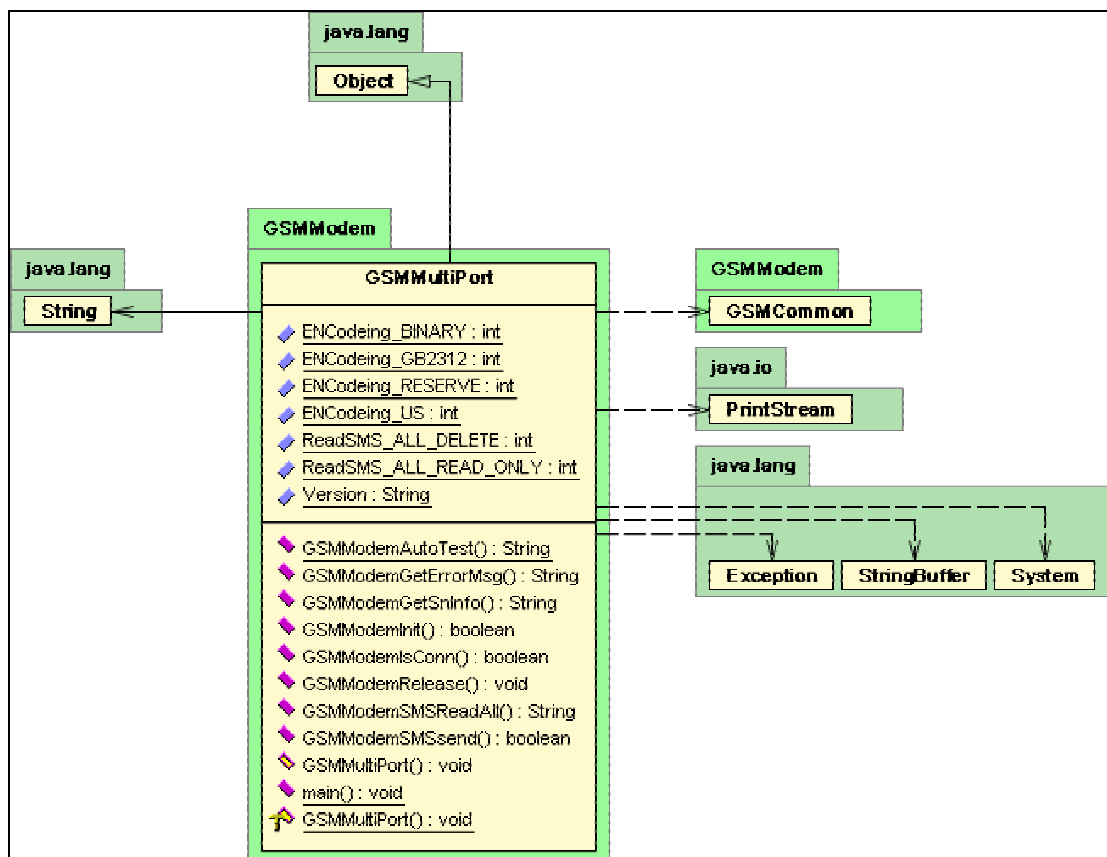 java.lang
Object
GSMModem
GSMMultiPort
ENCodeing_BINARY : int
ENCodeing_GB2312 : int
ENCodeing_RESERVE : int
ENCodeing_US : int
ReadSMS_ALL_DELETE : int
ReadSMS_ALL_READ_ONLY : int
Version : String
GSMModemAutoTest() : String
GSMModemGetErrorMsg() : String
GSMModemGetSnInfo() : String
GSMModemInit() : boolean
GSMModemIsConn() : boolean
GSMModemRelease() : void
GSMModemSMSReadAll() : String
GSMModemSMSsend() : boolean
GSMMultiPort() : void
main() : void
GSMMultiPort() : void
java.lang
String
GSMModem
GSMCommon
java.io
PrintStream
java.lang
Exception
StringBuffer
System